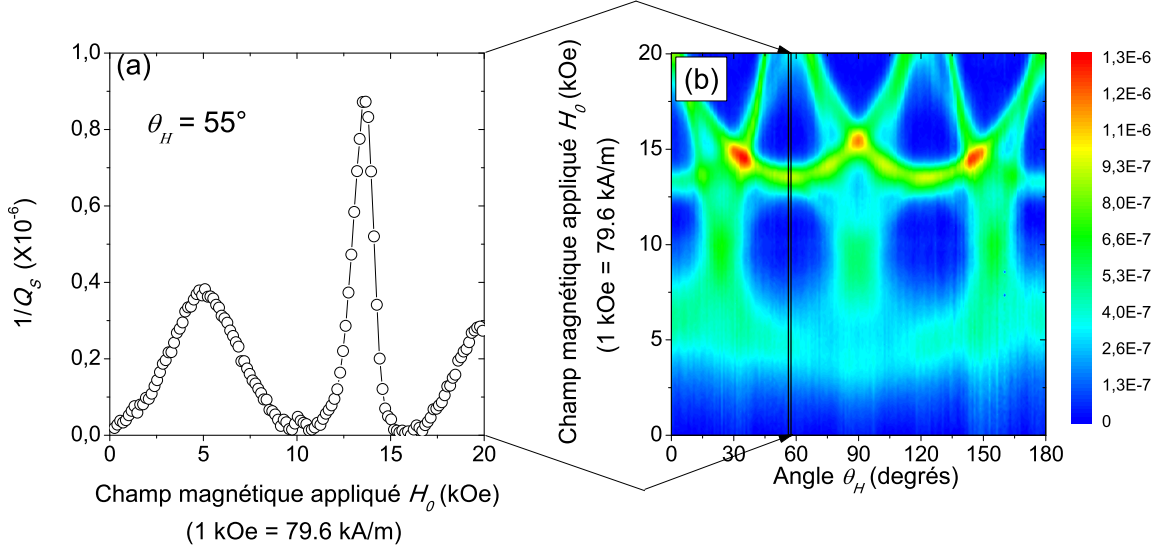 (a)
θH = 55°
1,0
0,8
0,6
0,4
0,2
0,0
1/QS (X10-6)
0 5 10 15 20
Champ magnétique appliqué H0 (kOe)
(1 kOe = 79.6 kA/m)
(b)
20
15
10
5
0
Champ magnétique appliqué H0 (kOe)
(1 kOe = 79.6 kA/m)
0 30 60 90 120 150 180
Angle θH (degrés)
1,3E-6
1,2E-6
1,1E-6
9,3E-7
8,0E-7
6,6E-7
5,3E-7
4,0E-7
2,6E-7
1,3E-7
0